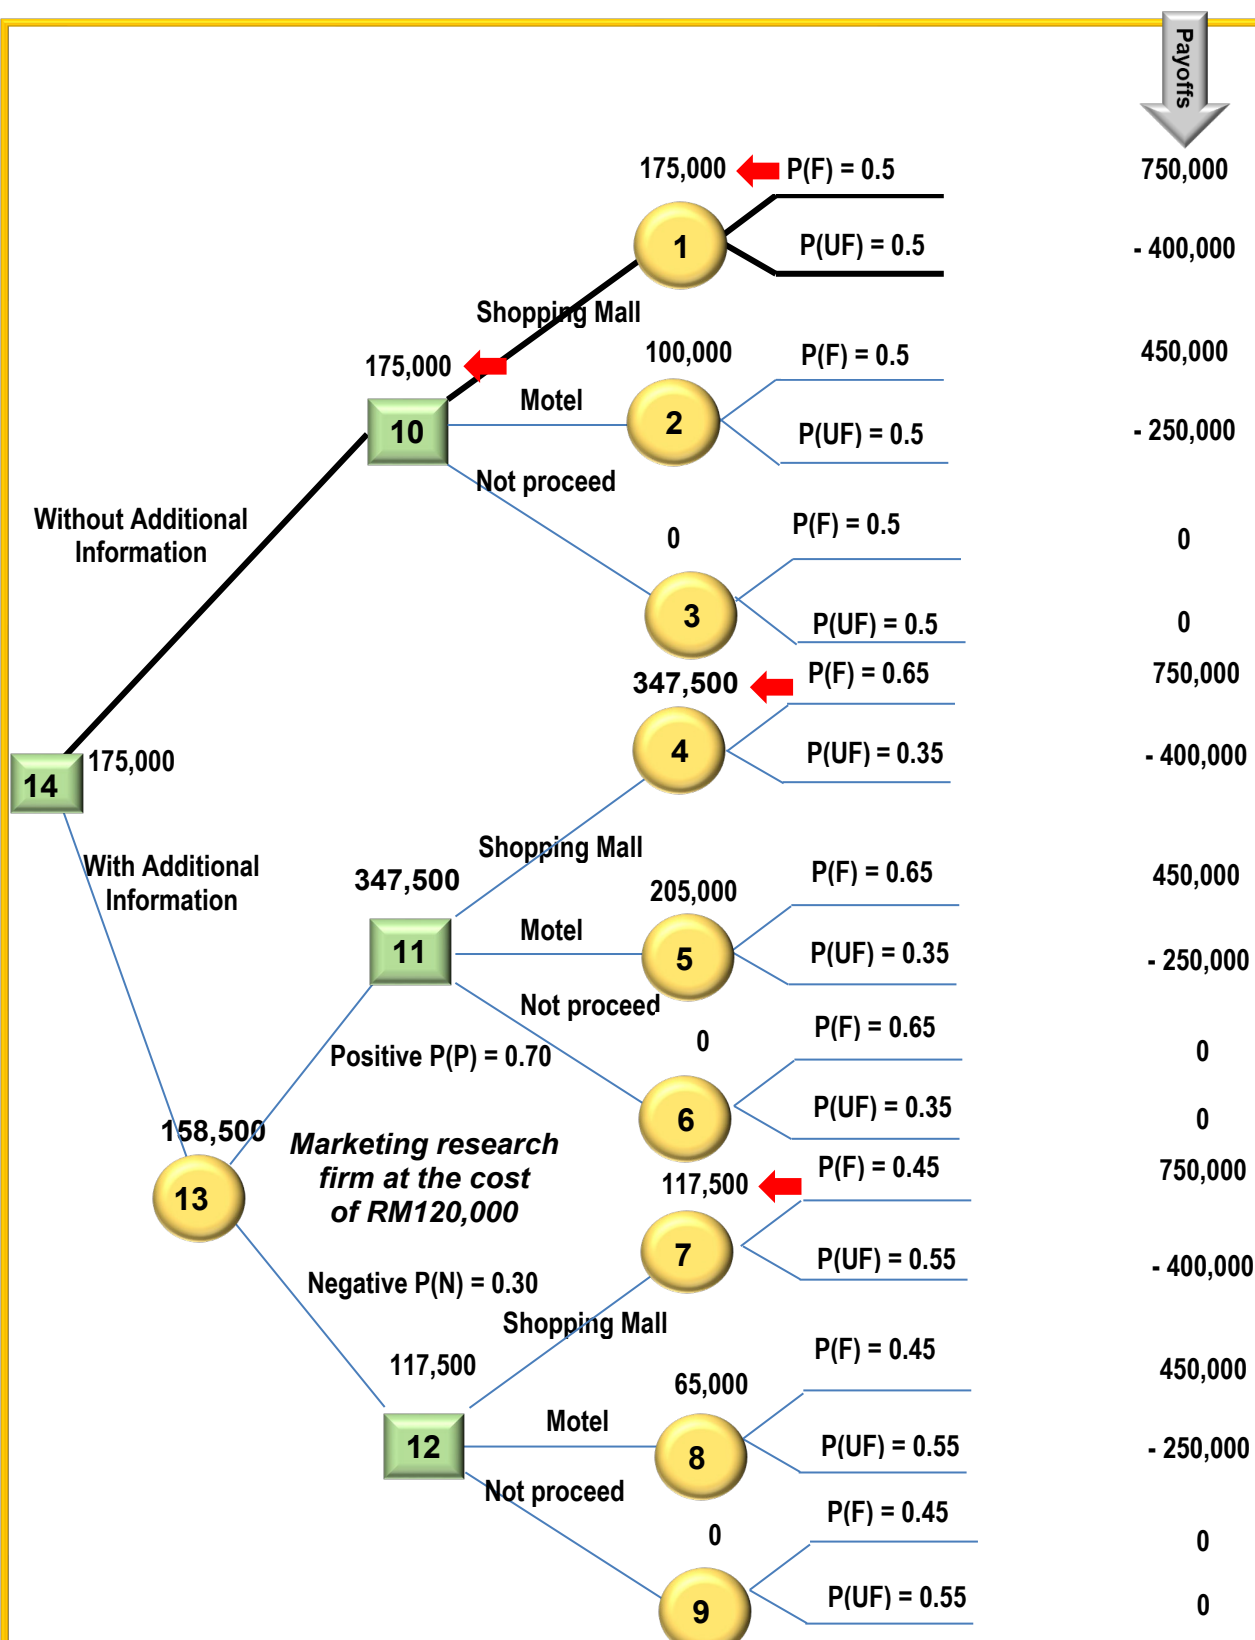 Payoffs
175,000
P(F) = 0.5
750,000
1
P(UF) = 0.5
- 400,000
Shopping Mall
175,000
100,000
P(F) = 0.5
450,000
Motel
10
2
P(UF) = 0.5
- 250,000
Not proceed
Without Additional
Information
0
P(F) = 0.5
0
3
P(UF) = 0.5
0
347,500
P(F) = 0.65
750,000
14
175,000
4
P(UF) = 0.35
- 400,000
Shopping Mall
With Additional
Information
347,500
205,000
P(F) = 0.65
450,000
Motel
11
5
P(UF) = 0.35
- 250,000
Not proceed
Positive P(P) = 0.70
0
P(F) = 0.65
0
6
P(UF) = 0.35
0
158,500
13
Marketing research
firm at the cost
of RM120,000
117,500
P(F) = 0.45
750,000
7
P(UF) = 0.55
- 400,000
Negative P(N) = 0.30
Shopping Mall
117,500
65,000
P(F) = 0.45
450,000
Motel
12
8
P(UF) = 0.55
- 250,000
Not proceed
0
P(F) = 0.45
0
9
P(UF) = 0.55
0